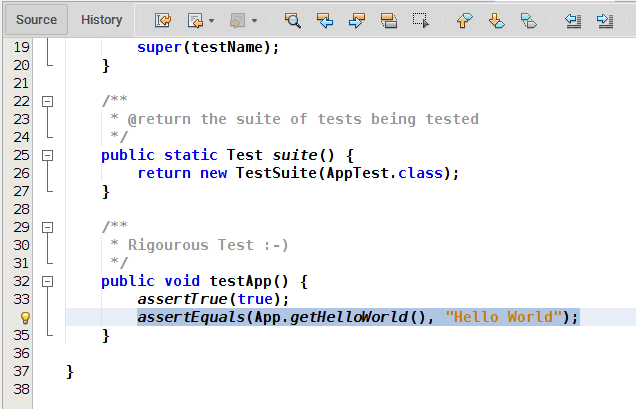 Source History
19 super(testName);
20 }
21
22 /**
23 * @return the suite of tests being tested
24 */
25 public static Test suite() {
26 return new TestSuite(AppTest.class);
27 }
28
29 /**
30 * Rigourous Test :-)
31 */
32 public void testApp() {
33 assertTrue(true);
assertEquals(App.getHelloWorld(), "Hello World");
35 }
36
37 }
38